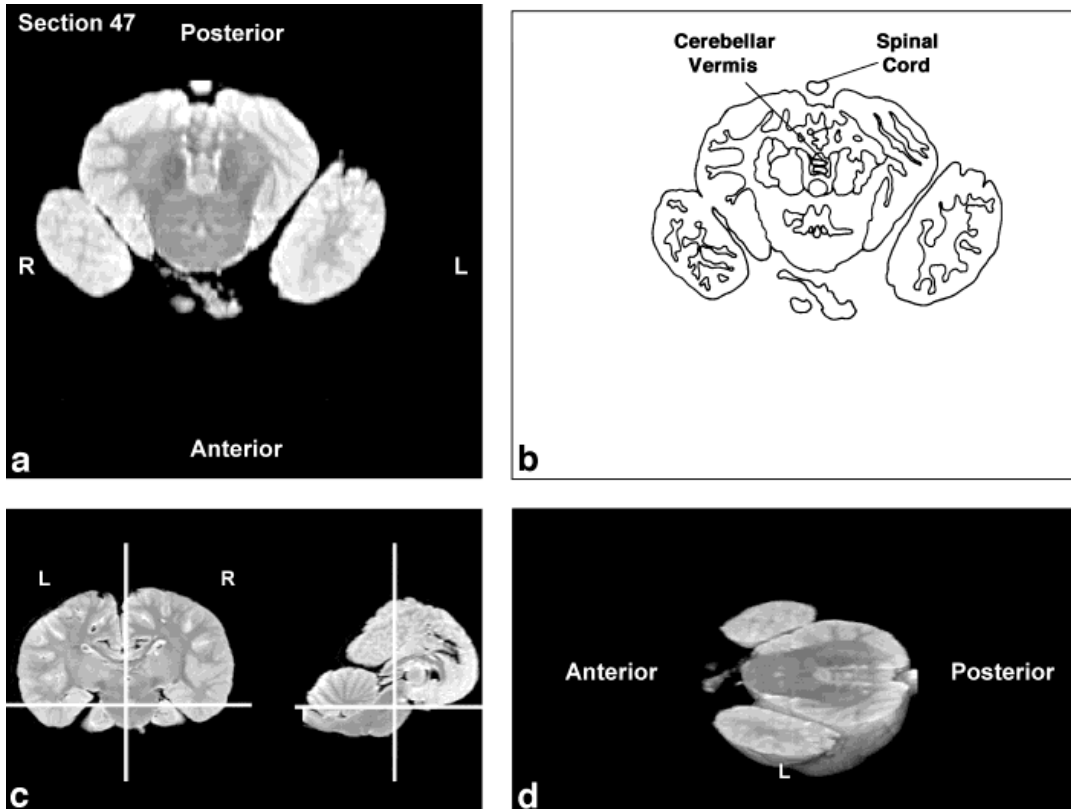 Section 47
Posterior
R
L
Anterior
a
Cerebellar
Vermis
Spinal
Cord
b
L
R
c
Anterior
Posterior
L
d